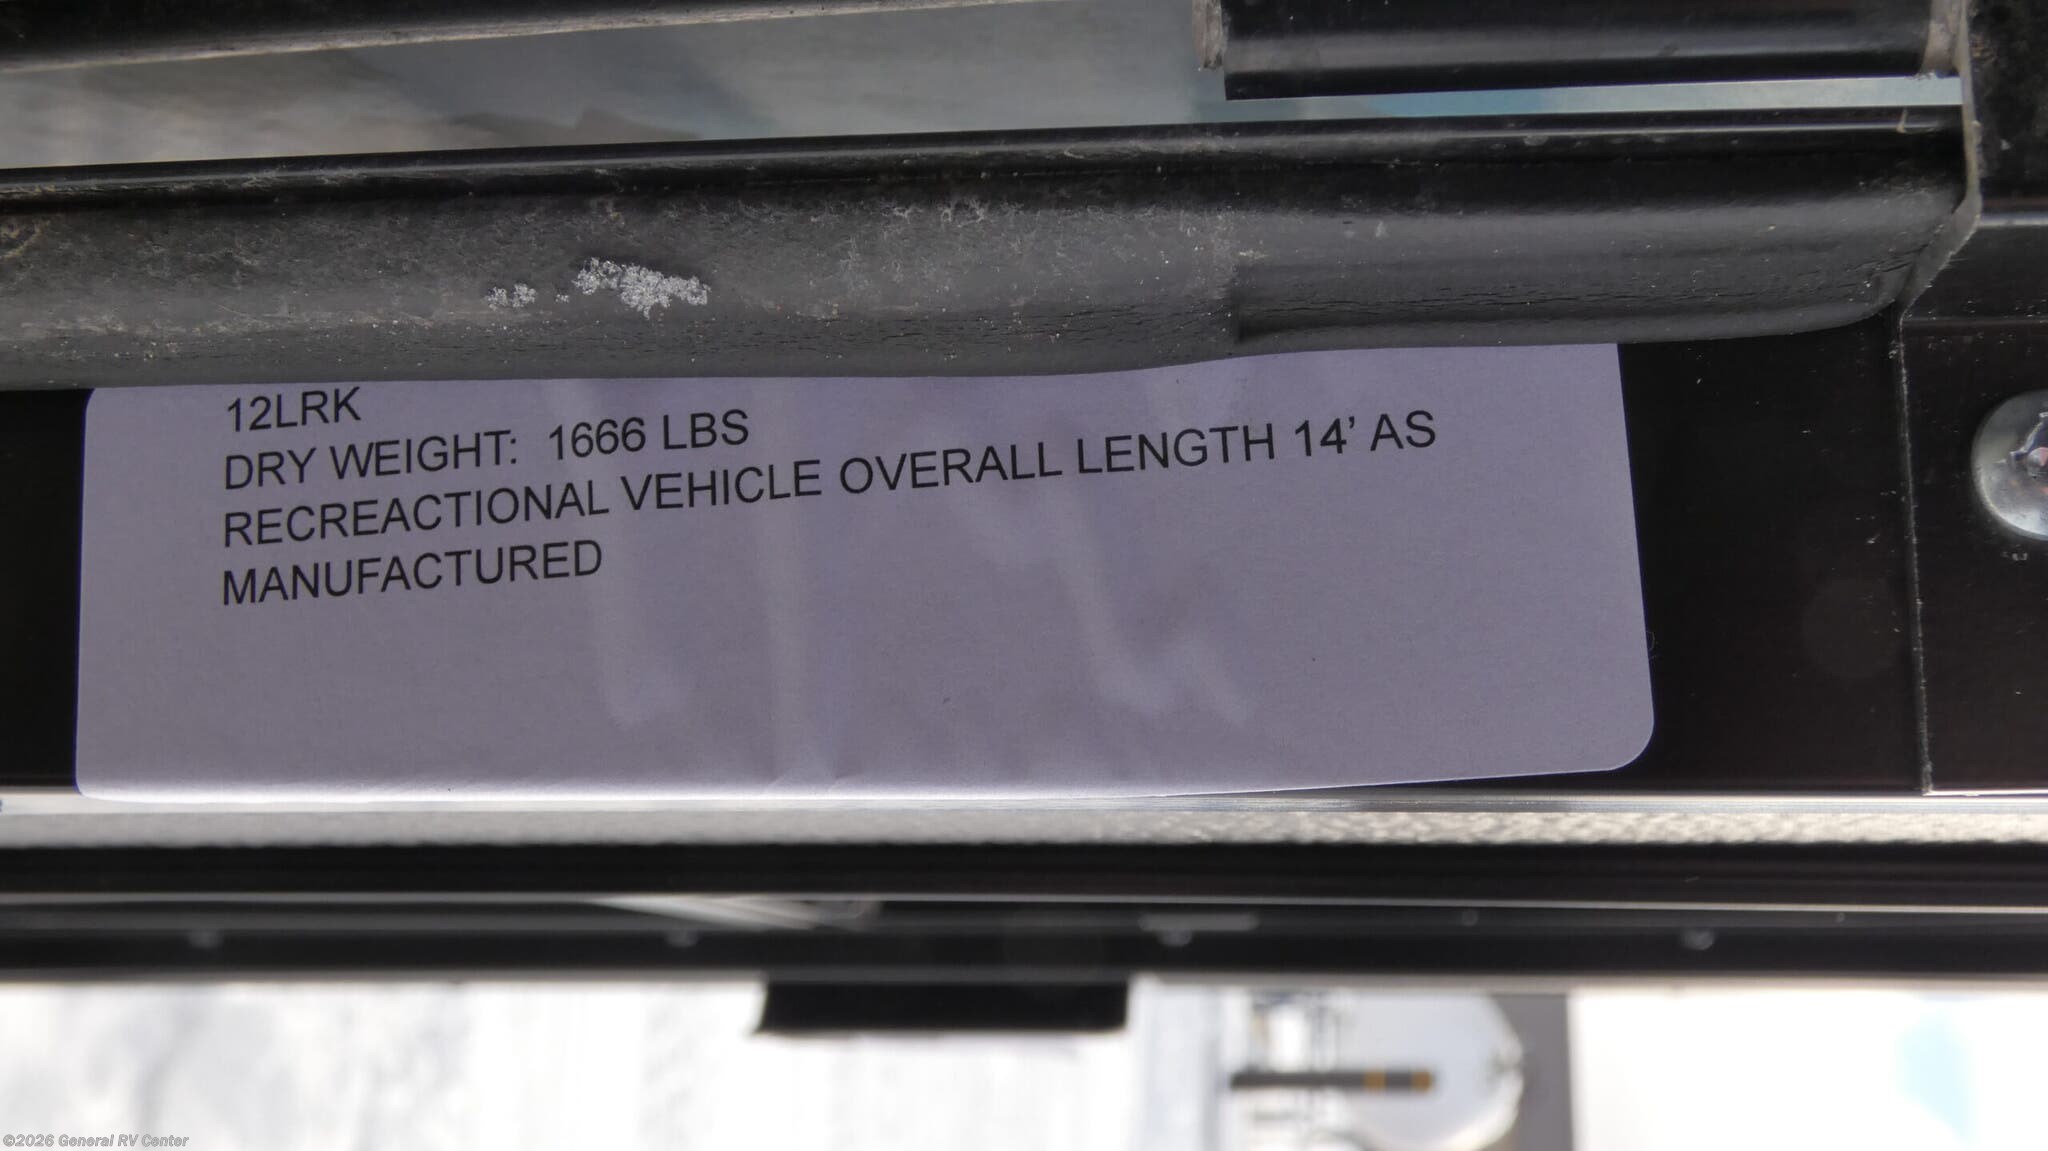 12LRK
DRY WEIGHT: 1666 LBS
RECREACTIONAL VEHICLE OVERALL LENGTH 14' AS
MANUFACTURED
©2026 General RV Center